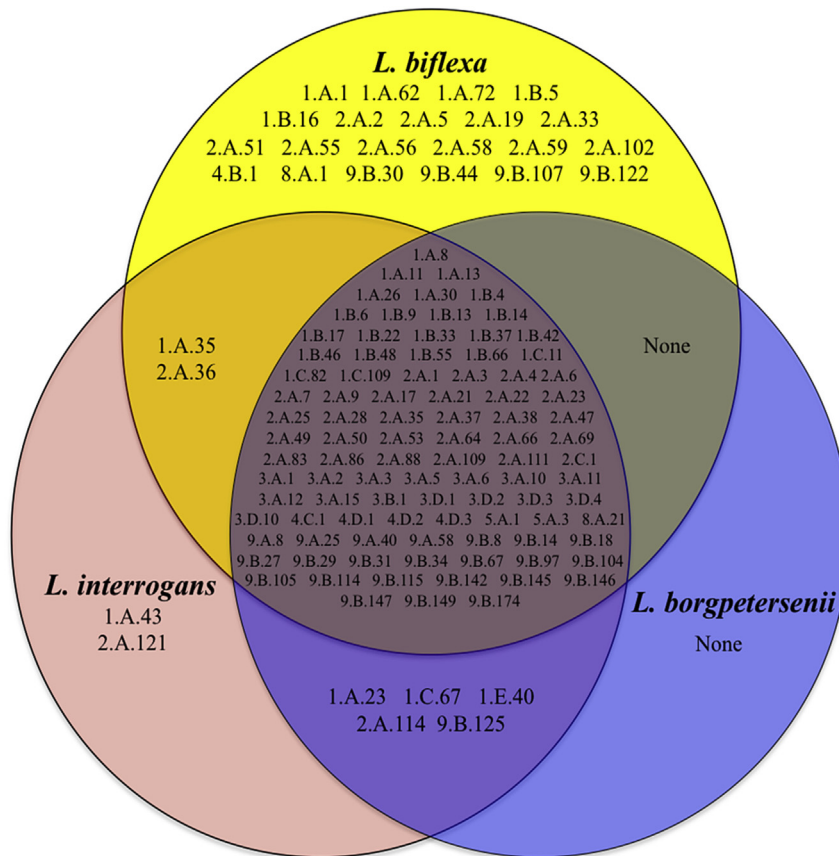 L. biflexa
1.A.1 1.A.62 1.A.72 1.B.5
1.B.16 2.A.2 2.A.5 2.A.19 2.A.33
2.A.51 2.A.55 2.A.56 2.A.58 2.A.59 2.A.102
4.B.1 8.A.1 9.B.30 9.B.44 9.B.107 9.B.122
1.A.8
1.A.11 1.A.13
1.A.26 1.A.30 1.B.4
1.B.6 1.B.9 1.B.13 1.B.14
1.B.17 1.B.22 1.B.33 1.B.37 1.B.42
1.B.46 1.B.48 1.B.55 1.B.66 1.C.11
1.C.82 1.C.109 2.A.1 2.A.3 2.A.4 2.A.6
2.A.7 2.A.9 2.A.17 2.A.21 2.A.22 2.A.23
2.A.25 2.A.28 2.A.35 2.A.37 2.A.38 2.A.47
2.A.49 2.A.50 2.A.53 2.A.64 2.A.66 2.A.69
2.A.83 2.A.86 2.A.88 2.A.109 2.A.111 2.C.1
3.A.1 3.A.2 3.A.3 3.A.5 3.A.6 3.A.10 3.A.11
3.A.12 3.A.15 3.B.1 3.D.1 3.D.2 3.D.3 3.D.4
3.D.10 4.C.1 4.D.1 4.D.2 4.D.3 5.A.1 5.A.3 8.A.21
9.A.8 9.A.25 9.A.40 9.A.58 9.B.8 9.B.14 9.B.18
9.B.27 9.B.29 9.B.31 9.B.34 9.B.67 9.B.97 9.B.104
9.B.105 9.B.114 9.B.115 9.B.142 9.B.145 9.B.146
9.B.147 9.B.149 9.B.174
1.A.35
2.A.36
None
L. interrogans
1.A.43
2.A.121
L. borgpetersenii
None
1.A.23 1.C.67 1.E.40
2.A.114 9.B.125